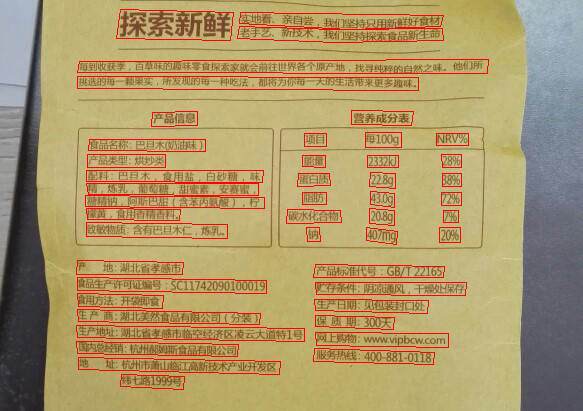 探索新鲜
实地看、亲自尝，我们坚持只用新鲜好食材
老手艺、新技术，我们坚持探索食品新生命
每到收获季，百草味的趣味零食探索家就会前往世界各个原产地，找寻纯粹的自然之味。他们所
挑选的每一颗果实，所发现的每一种吃法，都将为你每一天的生活带来更多趣味。
产品信息
食品名称：巴旦木(奶油味)
产品类型：烘炒类
配料：巴旦木，食用盐，白砂糖，味
精，炼乳，葡萄糖，甜蜜素，安赛蜜，
糖精钠，阿斯巴甜（含苯丙氨酸），柠
檬黄，食用香精香料。
致敏物质：含有巴旦木仁，炼乳。
营养成分表
项目 每100g NRV%
能量 2332kJ 28%
蛋白质 22.8g 38%
脂肪 43.0g 72%
碳水化合物 20.8g 7%
钠 407mg 20%
产 地：湖北省孝感市
食品生产许可证编号：SC11742090100019
食用方法：开袋即食
生 产 商：湖北美然食品有限公司（分装）
生产地址：湖北省孝感市临空经济区凌云大道特1号
国内总经销：杭州郝姆斯食品有限公司
地 址：杭州市萧山临江高新技术产业开发区
纬七路1999号
产品标准代号：GB/T 22165
贮存条件：阴凉通风，干燥处保存
生产日期：见包装封口处
保 质 期：300天
网上购物：www.vipbcw.com
服务热线：400-881-0118